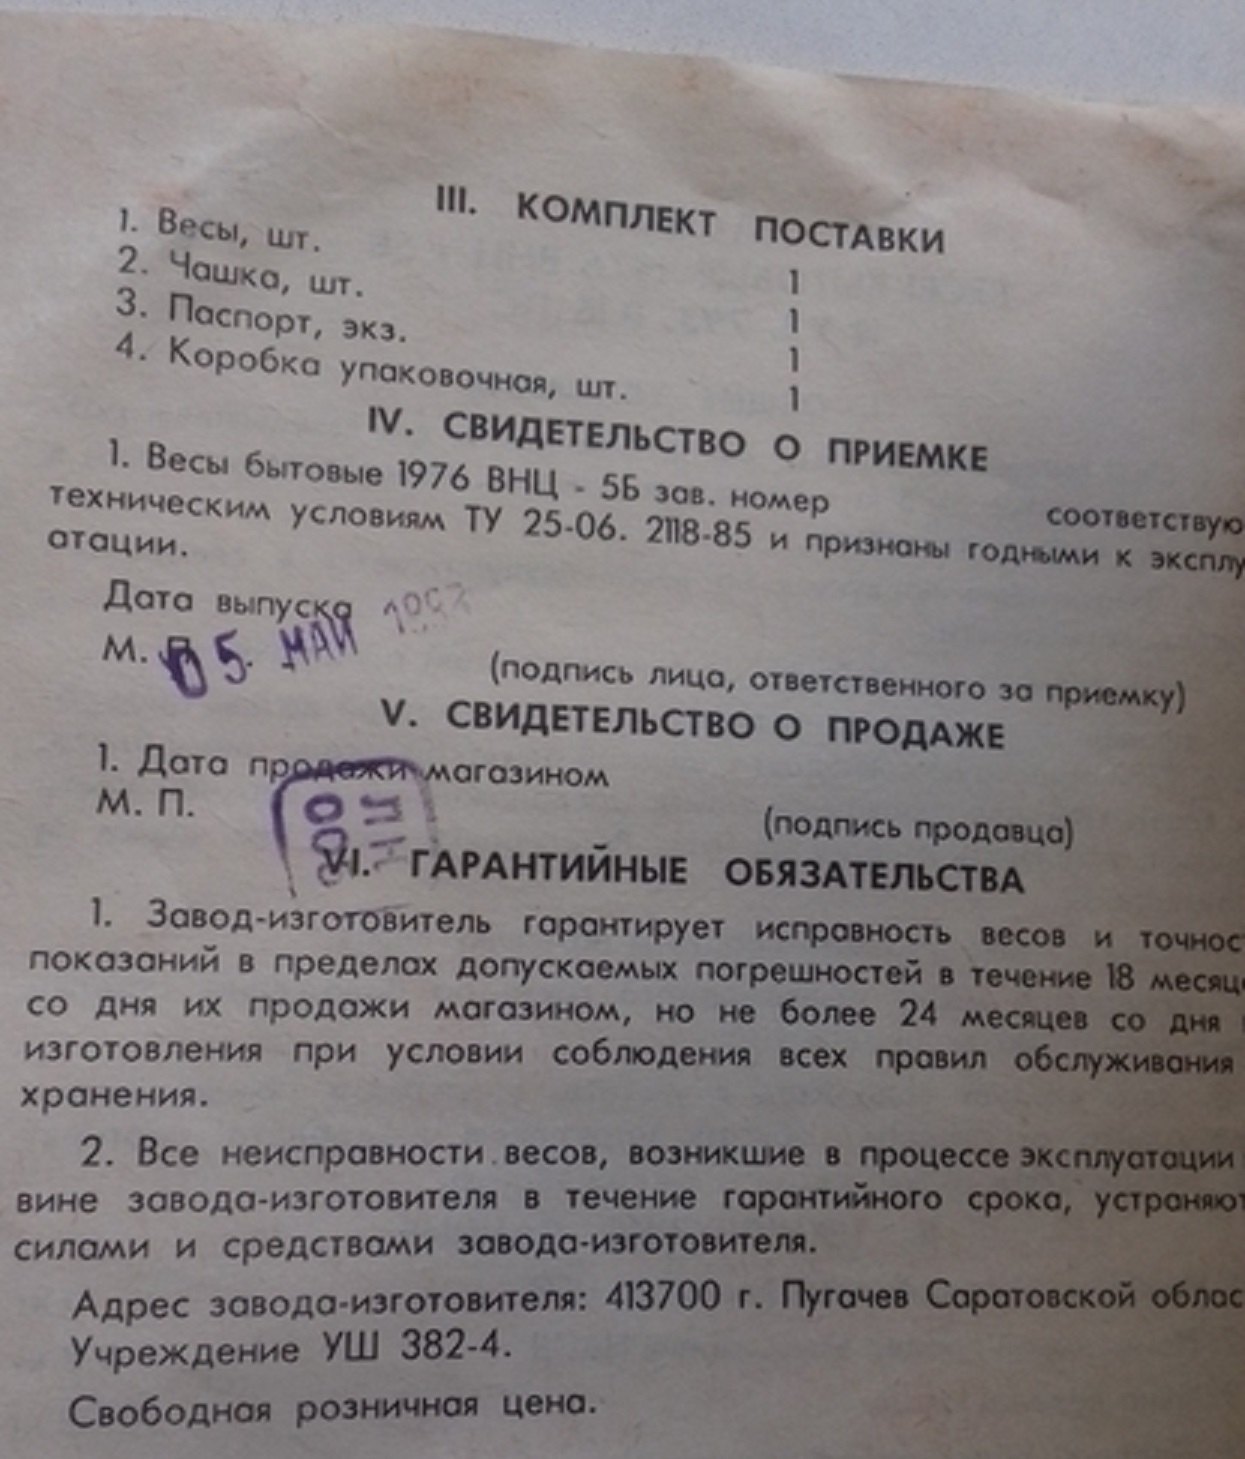 III. КОМПЛЕКТ ПОСТАВКИ
1. Весы, шт. 1
2. Чашка, шт. 1
3. Паспорт, экз. 1
4. Коробка упаковочная, шт. 1
IV. СВИДЕТЕЛЬСТВО О ПРИЕМКЕ
1. Весы бытовые 1976 ВНЦ - 5Б зав. номер соответствую
техническим условиям ТУ 25-06. 2118-85 и признаны годными к эксплу
атации.
Дата выпуска
М. П.
05. МАЙ
(подпись лица, ответственного за приемку)
V. СВИДЕТЕЛЬСТВО О ПРОДАЖЕ
1. Дата продажи магазином
М. П.
(подпись продавца)
VI. ГАРАНТИЙНЫЕ ОБЯЗАТЕЛЬСТВА
1. Завод-изготовитель гарантирует исправность весов и точнос
показаний в пределах допускаемых погрешностей в течение 18 месяце
со дня их продажи магазином, но не более 24 месяцев со дня
изготовления при условии соблюдения всех правил обслуживания
хранения.
2. Все неисправности весов, возникшие в процессе эксплуатации
вине завода-изготовителя в течение гарантийного срока, устраняют
силами и средствами завода-изготовителя.
Адрес завода-изготовителя: 413700 г. Пугачев Саратовской облас
Учреждение УШ 382-4.
Свободная розничная цена.